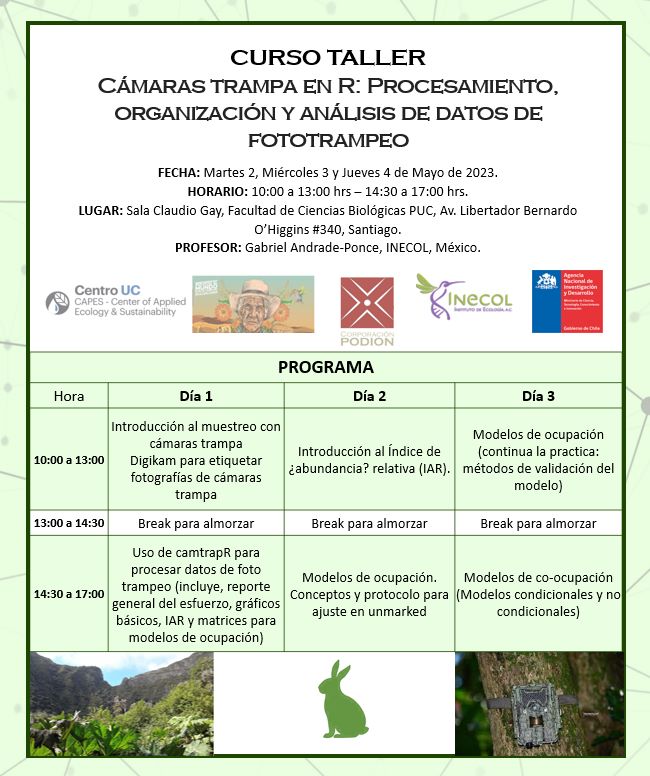 CURSO TALLER
CÁMARAS TRAMPA EN R: PROCESAMIENTO,
ORGANIZACIÓN Y ANÁLISIS DE DATOS DE
FOTOTRAMPEO
FECHA: Martes 2, Miércoles 3 y Jueves 4 de Mayo de 2023.
HORARIO: 10:00 a 13:00 hrs – 14:30 a 17:00 hrs.
LUGAR: Sala Claudio Gay, Facultad de Ciencias Biológicas PUC, Av. Libertador Bernardo
O’Higgins #340, Santiago.
PROFESOR: Gabriel Andrade-Ponce, INECOL, México.
Centro UC
CAPES - Center of Applied
Ecology & Sustainability
MUNDO
CORPORACIÓN
PODION
INECOL
INSTITUTO DE ECOLOGÍA, A.C.
Agencia
Nacional de
Investigación
y Desarrollo
Ministerio de Ciencia,
Tecnología, Conocimiento
e Innovación
Gobierno de Chile
PROGRAMA
Hora
Día 1
Día 2
Día 3
10:00 a 13:00
Introducción al muestreo con
cámaras trampa
Digikam para etiquetar
fotografías de cámaras
trampa
Introducción al Índice de
¿abundancia? relativa (IAR).
Modelos de ocupación
(continua la practica:
métodos de validación del
modelo)
13:00 a 14:30
Break para almorzar
Break para almorzar
Break para almorzar
14:30 a 17:00
Uso de camtrapR para
procesar datos de foto
trampeo (incluye, reporte
general del esfuerzo, gráficos
básicos, IAR y matrices para
modelos de ocupación)
Modelos de ocupación.
Conceptos y protocolo para
ajuste en unmarked
Modelos de co-ocupación
(Modelos condicionales y no
condicionales)